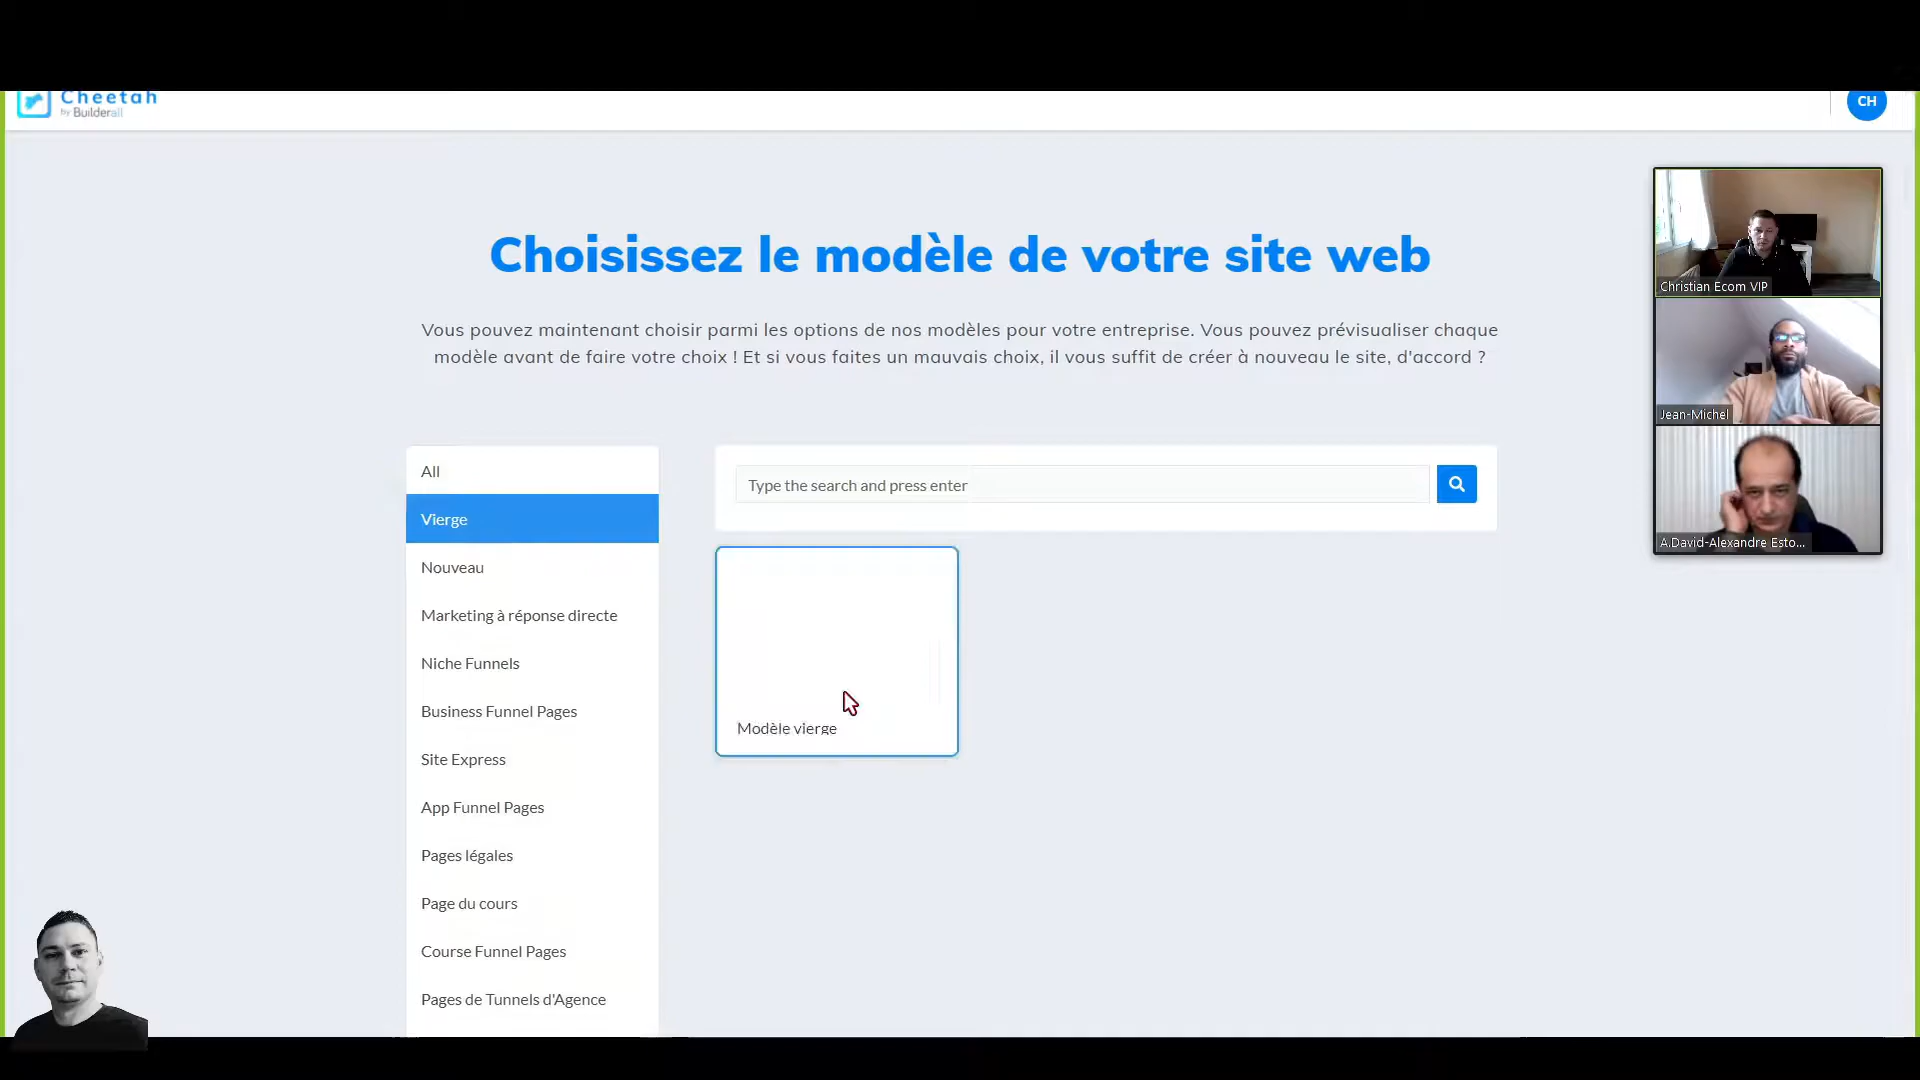 Cheetah
by Builderall
CH
Choisissez le modèle de votre site web
Vous pouvez maintenant choisir parmi les options de nos modèles pour votre entreprise. Vous pouvez prévisualiser chaque
modèle avant de faire votre choix ! Et si vous faites un mauvais choix, il vous suffit de créer à nouveau le site, d'accord ?
Christian Ecom VIP
Jean-Michel
A.David-Alexandre Esto...
All
Vierge
Nouveau
Marketing à réponse directe
Niche Funnels
Business Funnel Pages
Site Express
App Funnel Pages
Pages légales
Page du cours
Course Funnel Pages
Pages de Tunnels d'Agence
Type the search and press enter
Modèle vierge